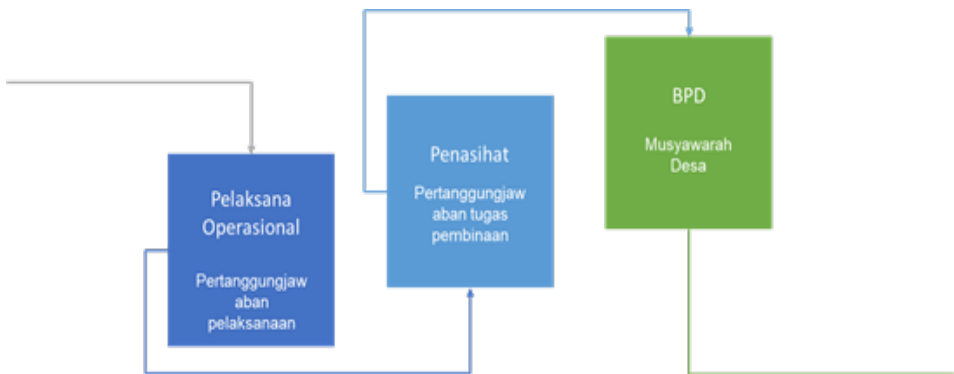 Pelaksana
Operasional
Pertanggungjaw
aban
pelaksanaan
Penasihat
Pertanggungjaw
aban tugas
pembinaan
BPD
Musyawarah
Desa